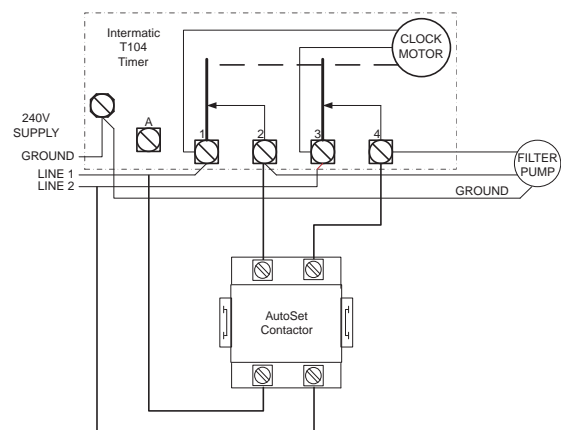 Intermatic
T104
Timer
CLOCK
MOTOR
240V
SUPPLY
A
1
2
3
4
GROUND
LINE 1
LINE 2
FILTER
PUMP
GROUND
AutoSet
Contactor